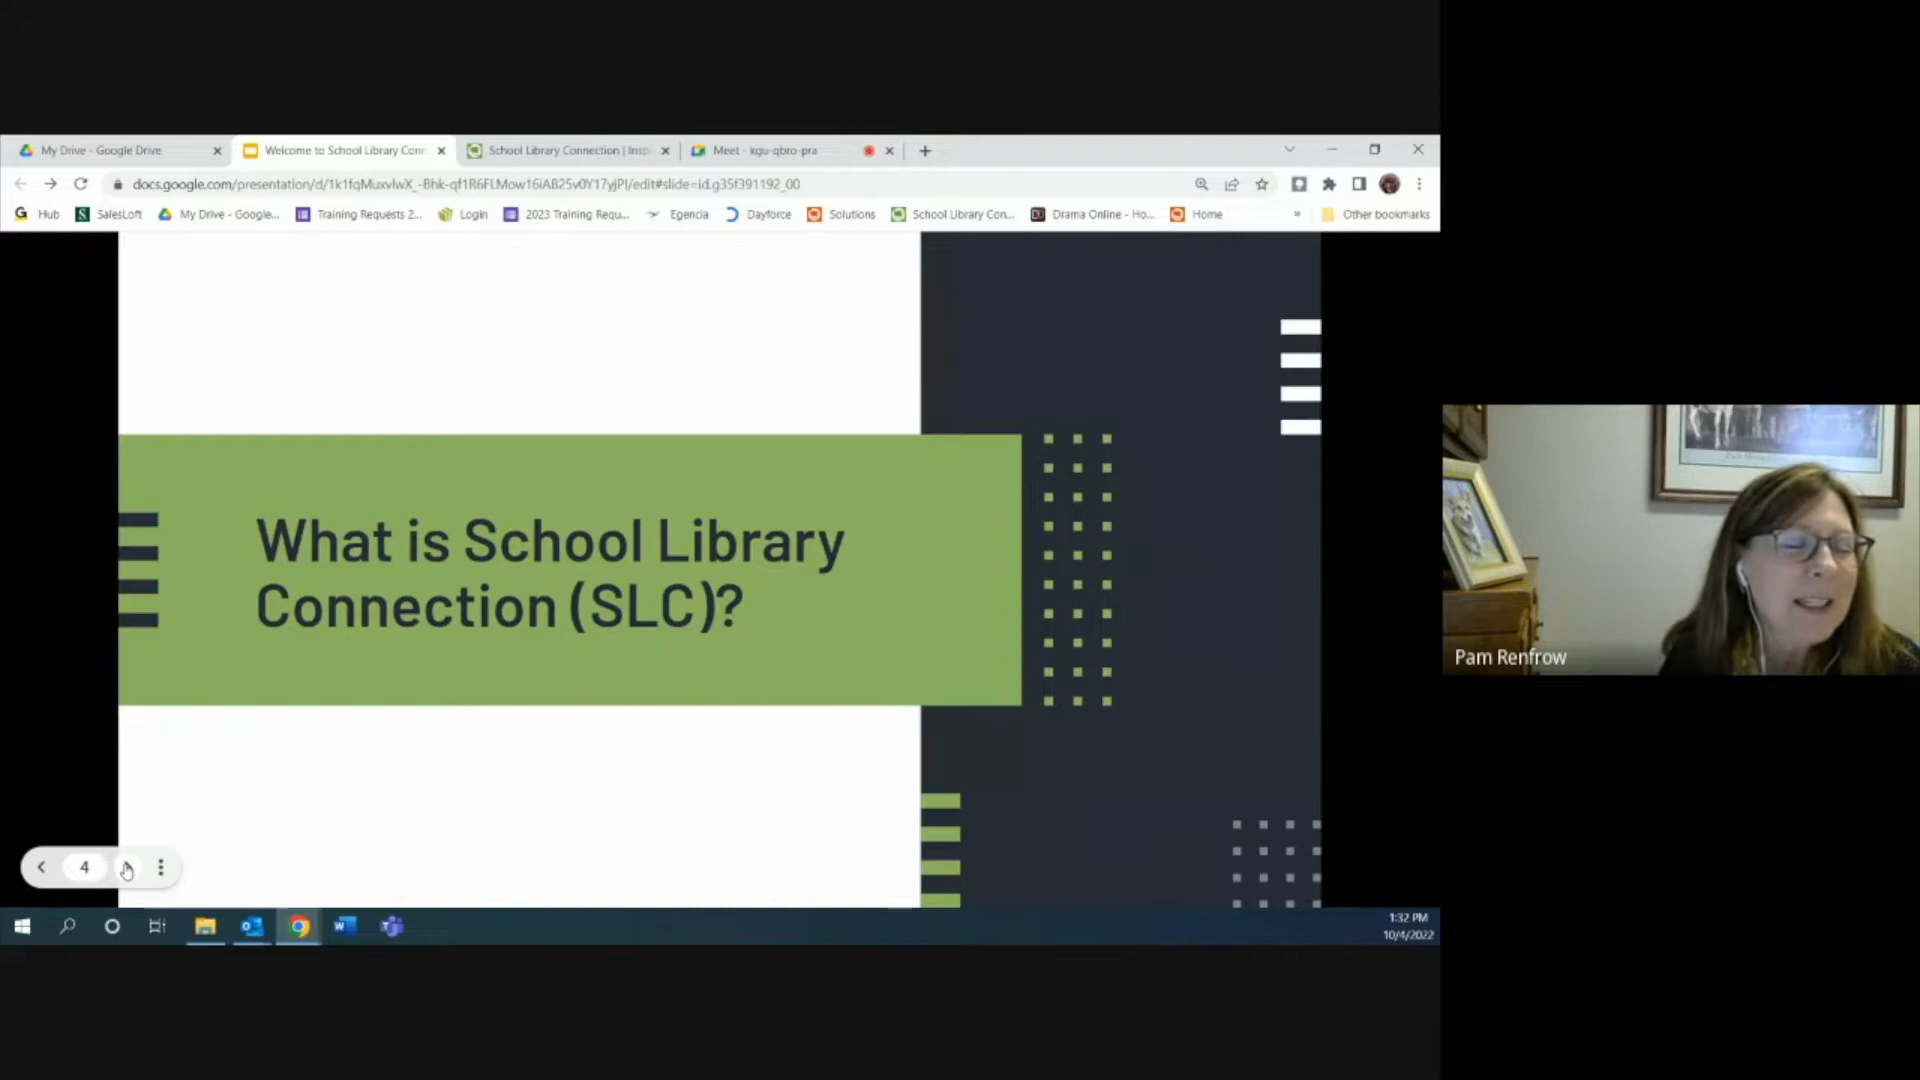 My Drive - Google Drive
Welcome to School Library Conn
School Library Connection | Insp
Meet - kgu-qbro-pra
docs.google.com/presentation/d/1k1fqMuxvlwX_-Bhk-qf1R6FLMow16iAB25v0Y17yjPI/edit#slide=id.g35f391192_00
Hub SalesLoft My Drive - Google... Training Requests 2... Login 2023 Training Requ... Egencia Dayforce Solutions School Library Con... Drama Online - Ho... Home » Other bookmarks
What is School Library
Connection (SLC)?
Pam Renfrow
4
1:32 PM
10/4/2022